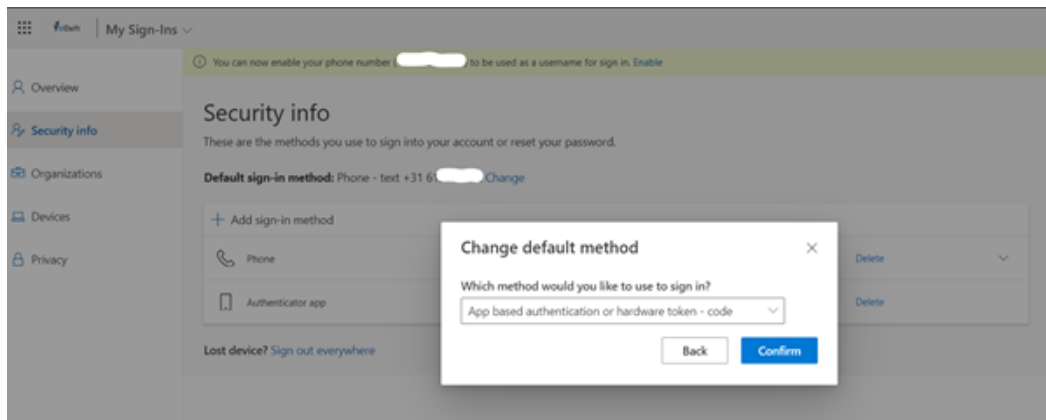 My Sign-Ins
You can now enable your phone number ( ) to be used as a username for sign in. Enable
Overview
Security info
Organizations
Devices
Privacy
Security info
These are the methods you use to sign into your account or reset your password.
Default sign-in method: Phone - text +31 6 Change
+ Add sign-in method
Phone
Delete
Authenticator app
Delete
Lost device? Sign out everywhere
Change default method
Which method would you like to use to sign in?
App based authentication or hardware token - code
Back
Confirm